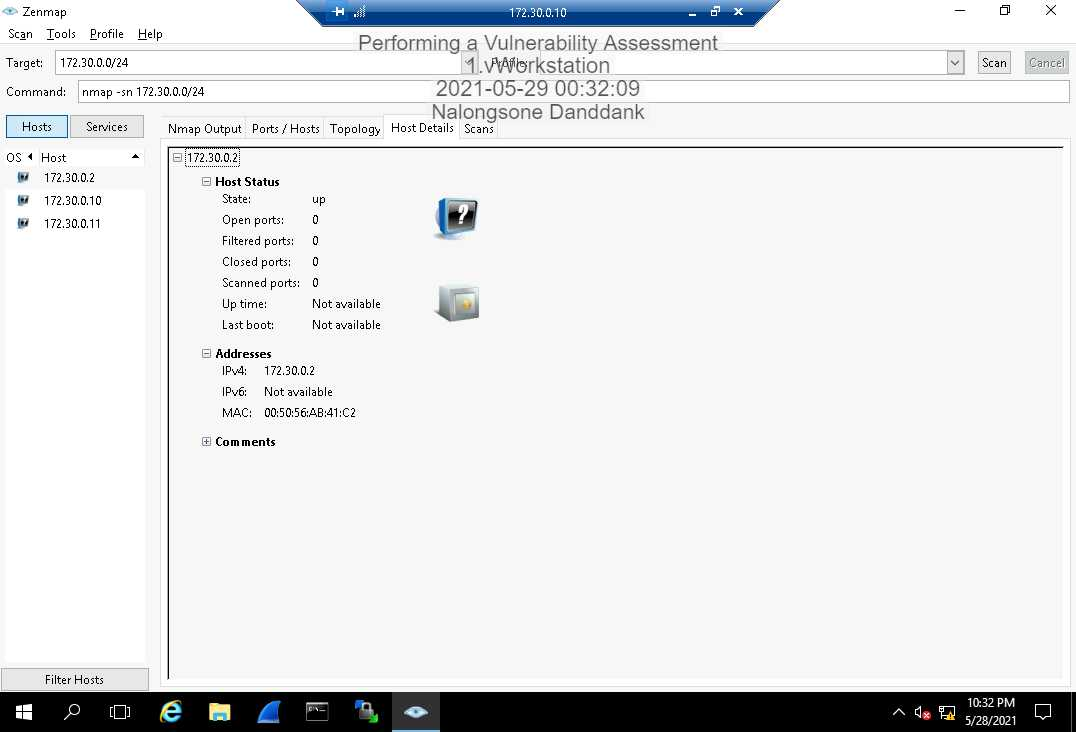 Zenmap
172.30.0.10
Scan Tools Profile Help
Performing a Vulnerability Assessment
1. vWorkstation
2021-05-29 00:32:09
Nalongsone Danddank
Target: 172.30.0.0/24 Profile: Scan Cancel
Command: nmap -sn 172.30.0.0/24
Hosts Services
Nmap Output Ports / Hosts Topology Host Details Scans
OS Host
172.30.0.2
172.30.0.10
172.30.0.11
172.30.0.2
Host Status
State: up
Open ports: 0
Filtered ports: 0
Closed ports: 0
Scanned ports: 0
Up time: Not available
Last boot: Not available
Addresses
IPv4: 172.30.0.2
IPv6: Not available
MAC: 00:50:56:AB:41:C2
Comments
Filter Hosts
10:32 PM
5/28/2021